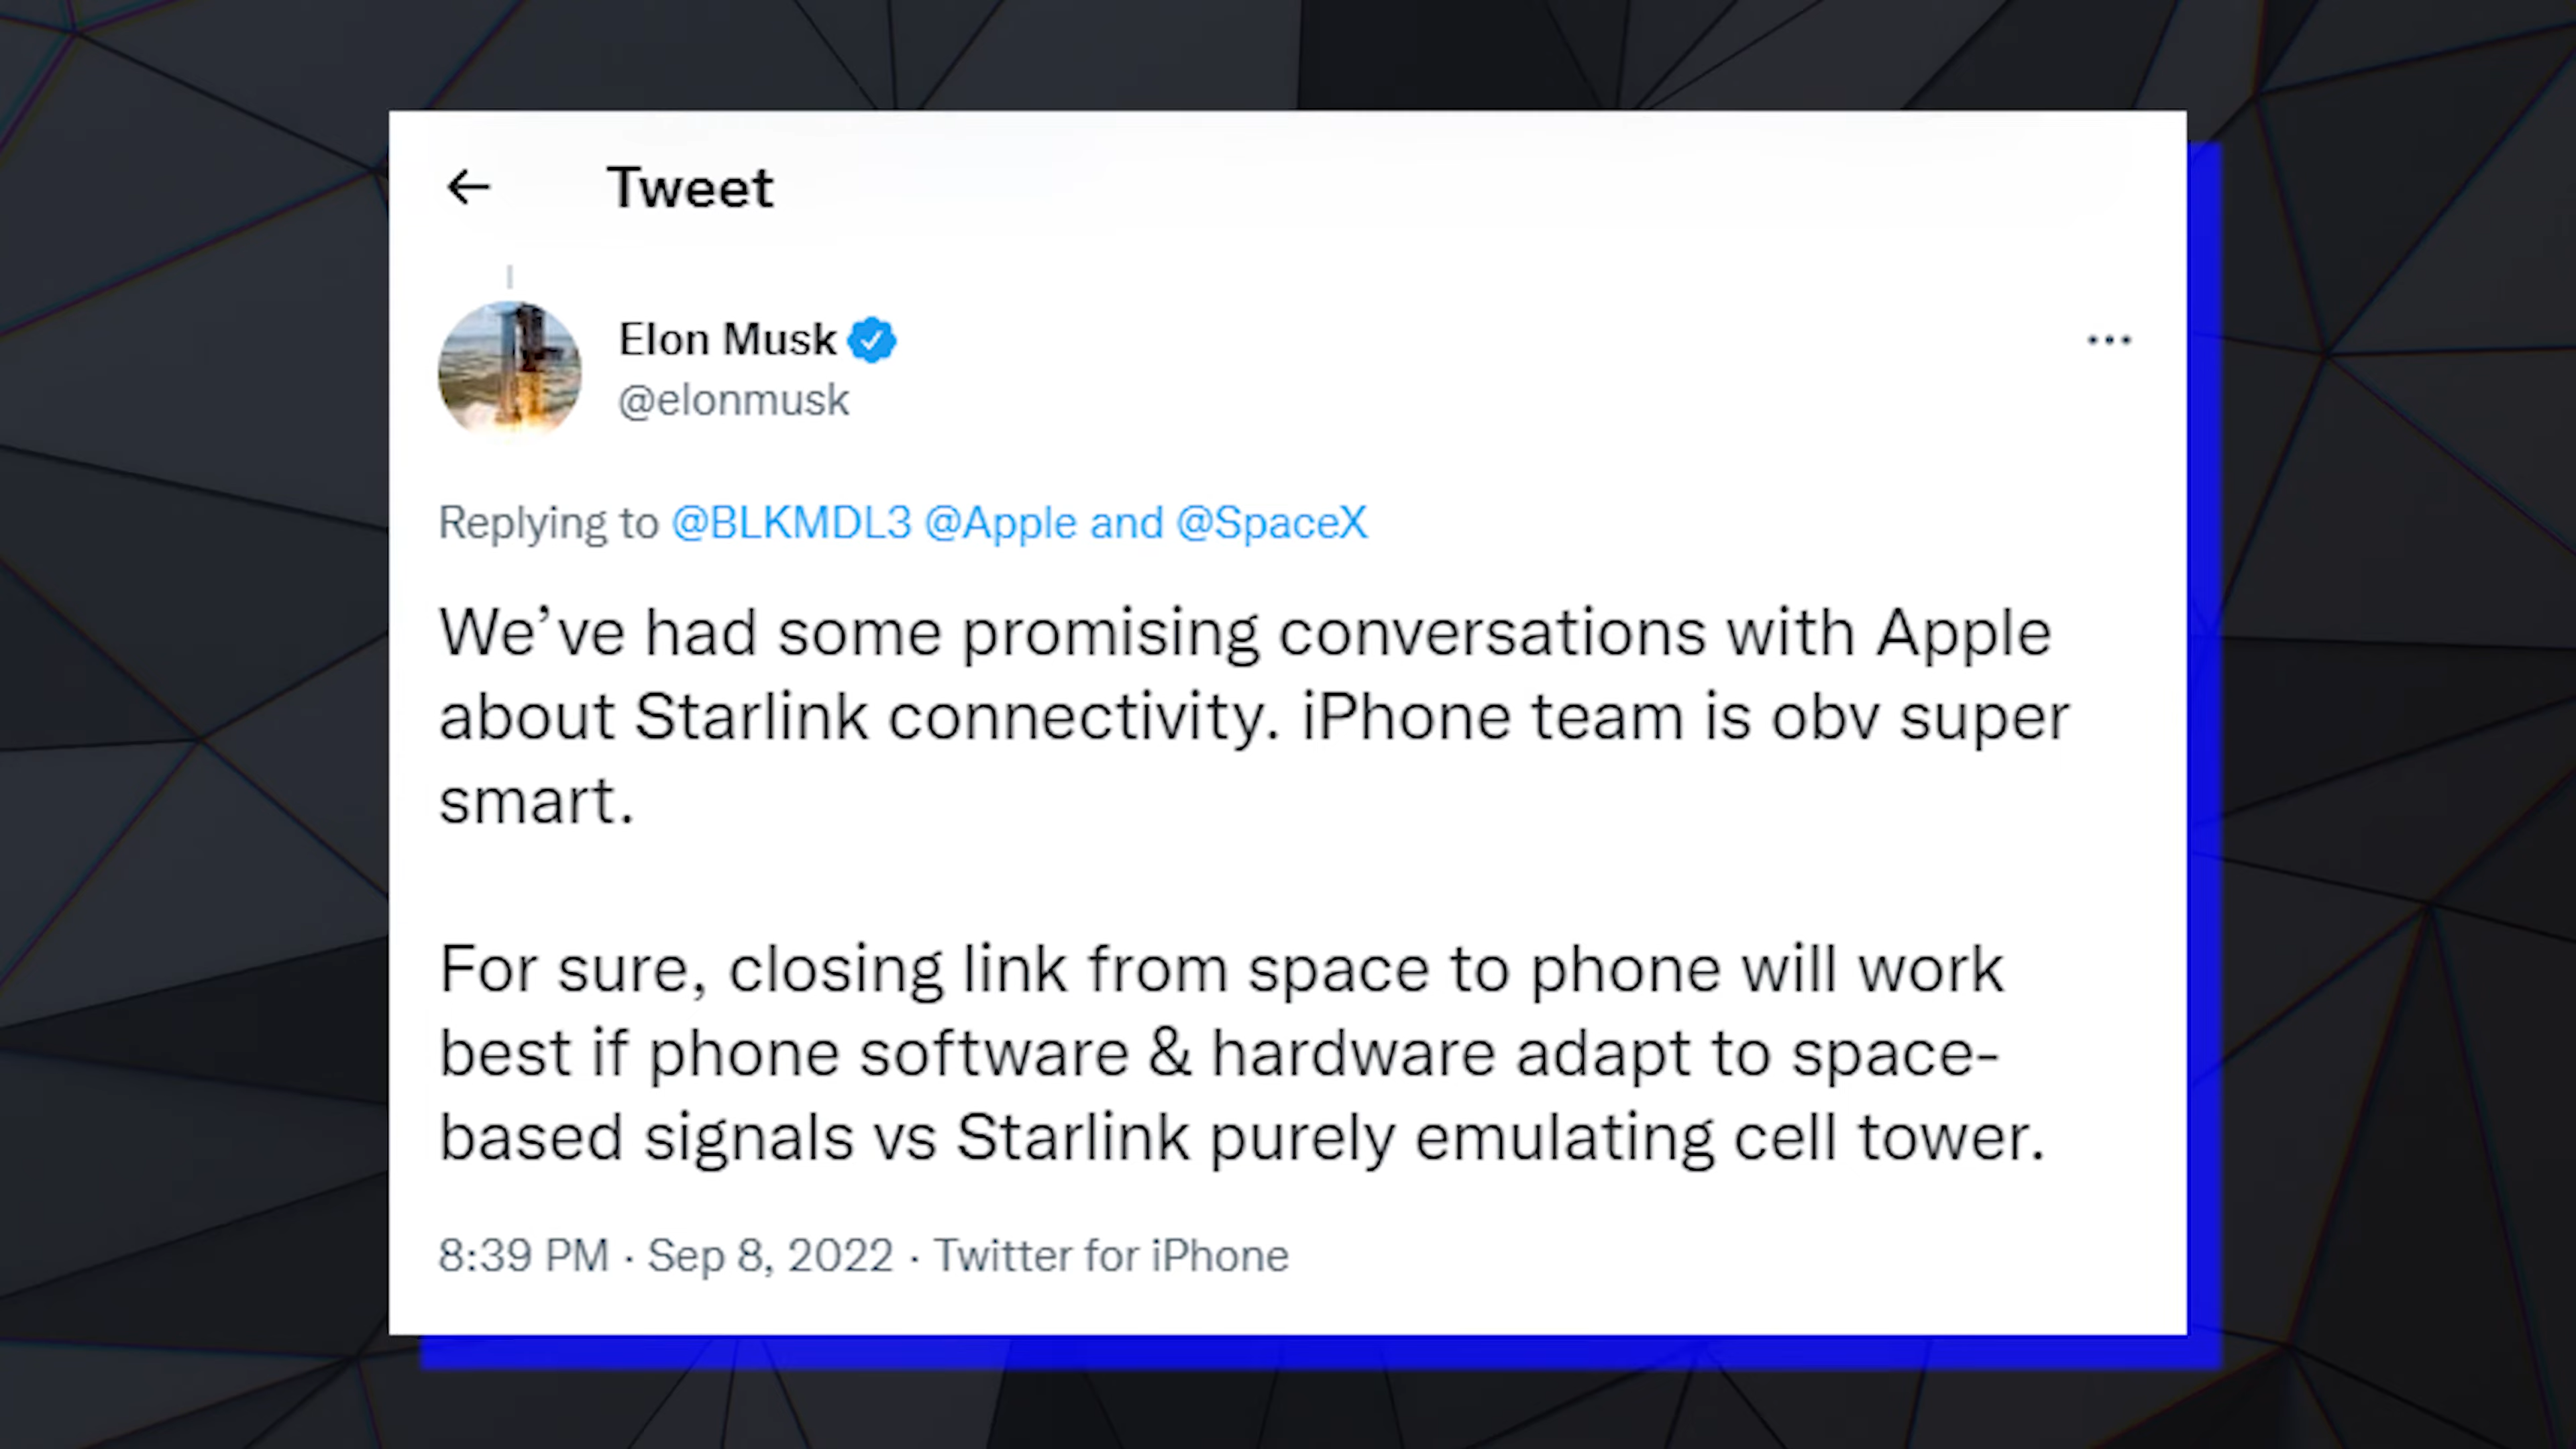 Tweet
Elon Musk
@elonmusk
Replying to @BLKMDL3 @Apple and @SpaceX
We’ve had some promising conversations with Apple
about Starlink connectivity. iPhone team is obv super
smart.
For sure, closing link from space to phone will work
best if phone software & hardware adapt to space-
based signals vs Starlink purely emulating cell tower.
8:39 PM · Sep 8, 2022 · Twitter for iPhone